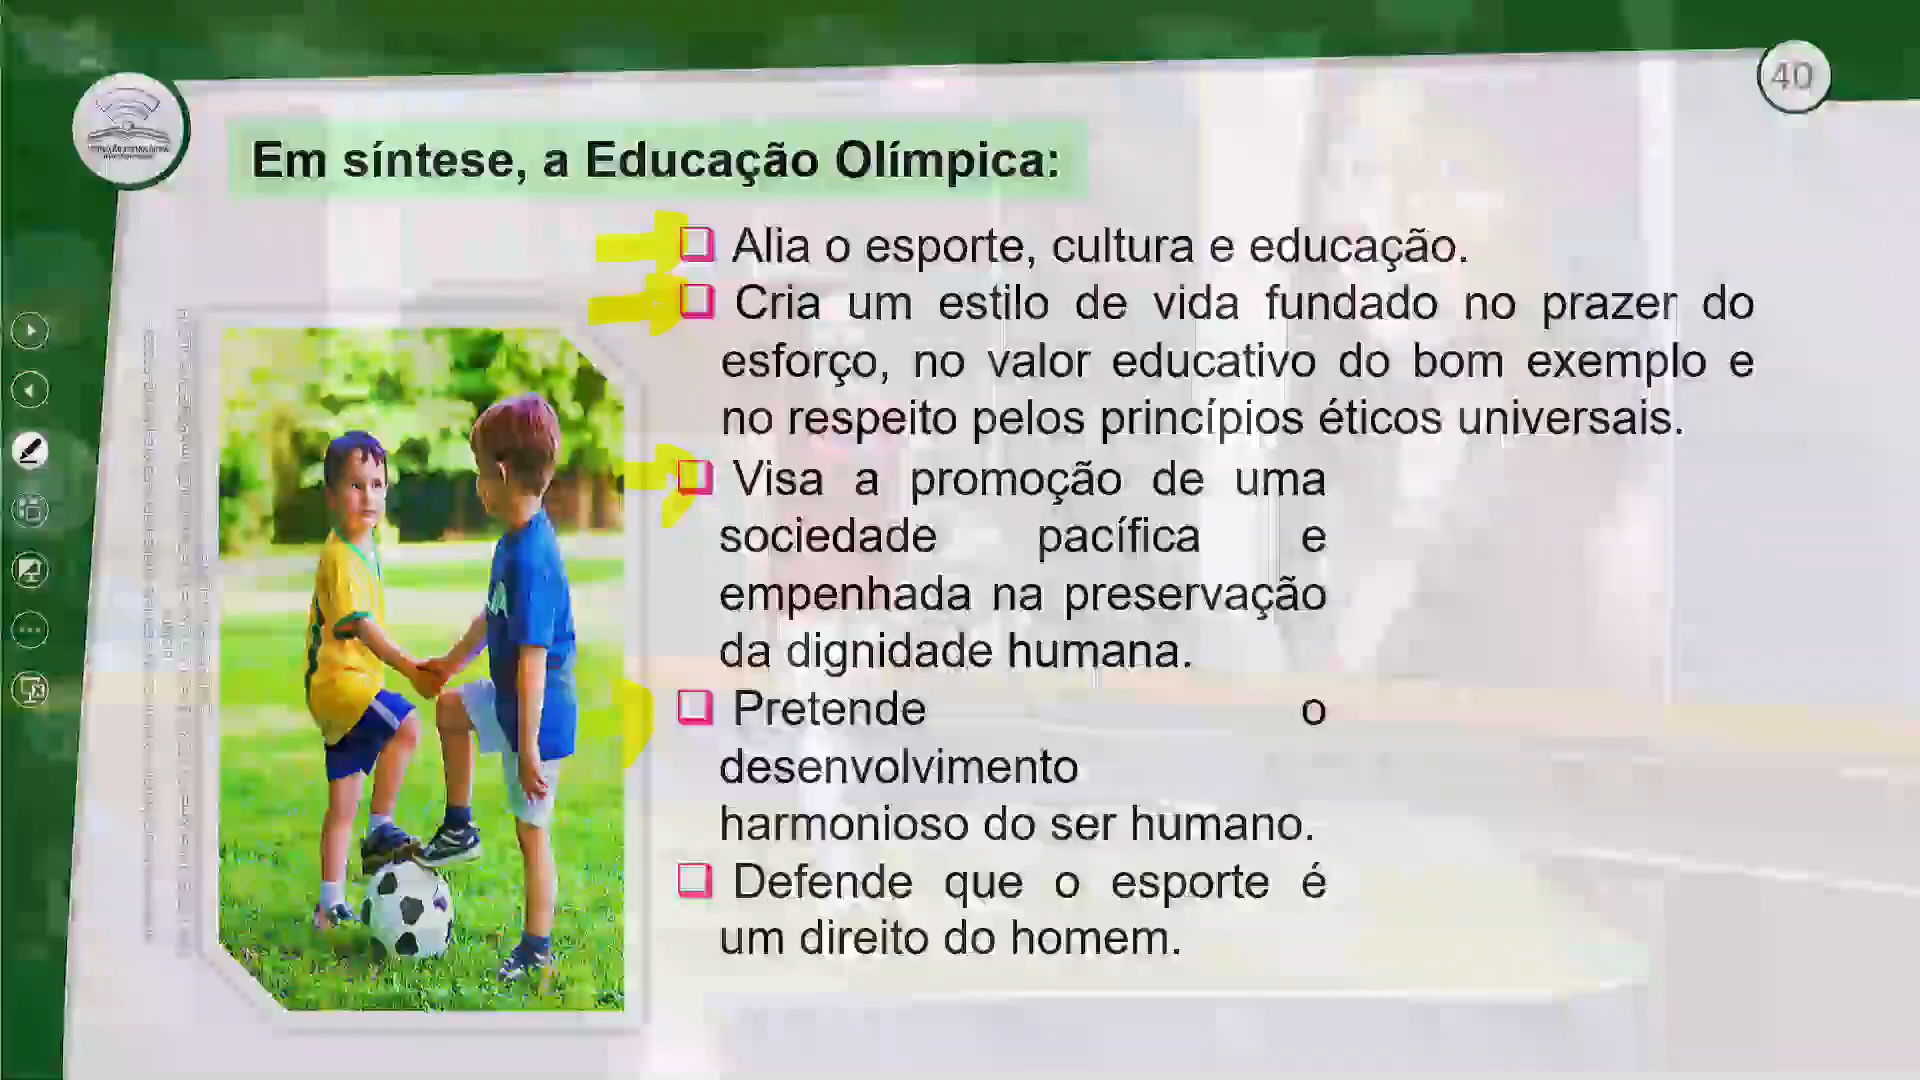 40
Em síntese, a Educação Olímpica:
❑ Alia o esporte, cultura e educação.
❑ Cria um estilo de vida fundado no prazer do
esforço, no valor educativo do bom exemplo e
no respeito pelos princípios éticos universais.
❑ Visa a promoção de uma
sociedade pacífica e
empenhada na preservação
da dignidade humana.
❑ Pretende o
desenvolvimento
harmonioso do ser humano.
❑ Defende que o esporte é
um direito do homem.